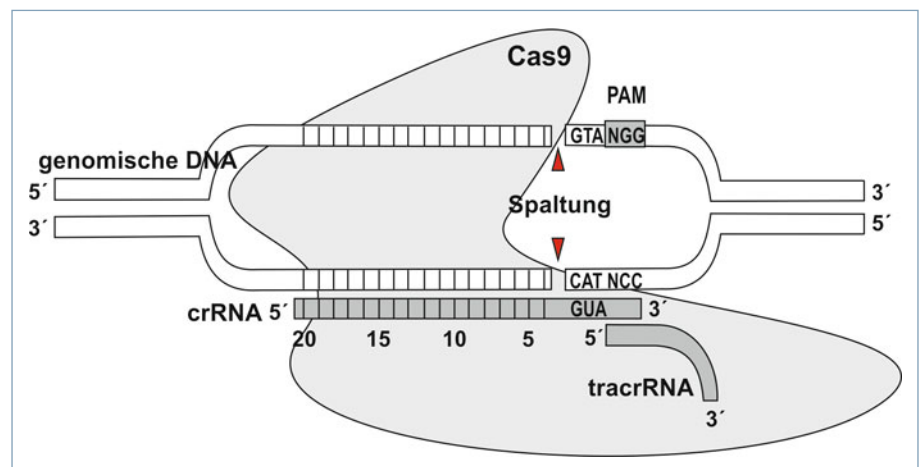 Cas9
PAM
GTA NGG
genomische DNA
5´ 3´
Spaltung
3´ 5´
CAT NCC
crRNA 5´ GUA 3´
20 15 10 5 5´
tracrRNA
3´